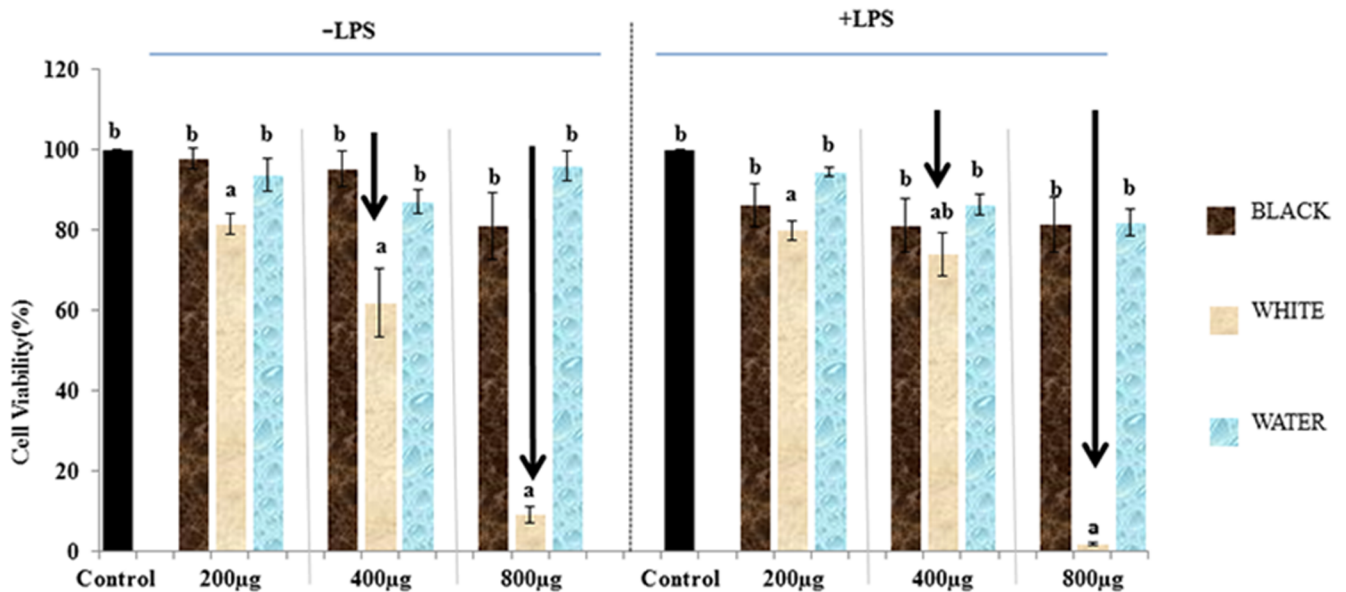 −LPS
+LPS
Cell Viability(%)
120
100
80
60
40
20
0
b
b
a
b
b
a
b
b
a
b
b
b
a
b
b
ab
b
b
a
b
Control
200µg
400µg
800µg
Control
200µg
400µg
800µg
BLACK
WHITE
WATER